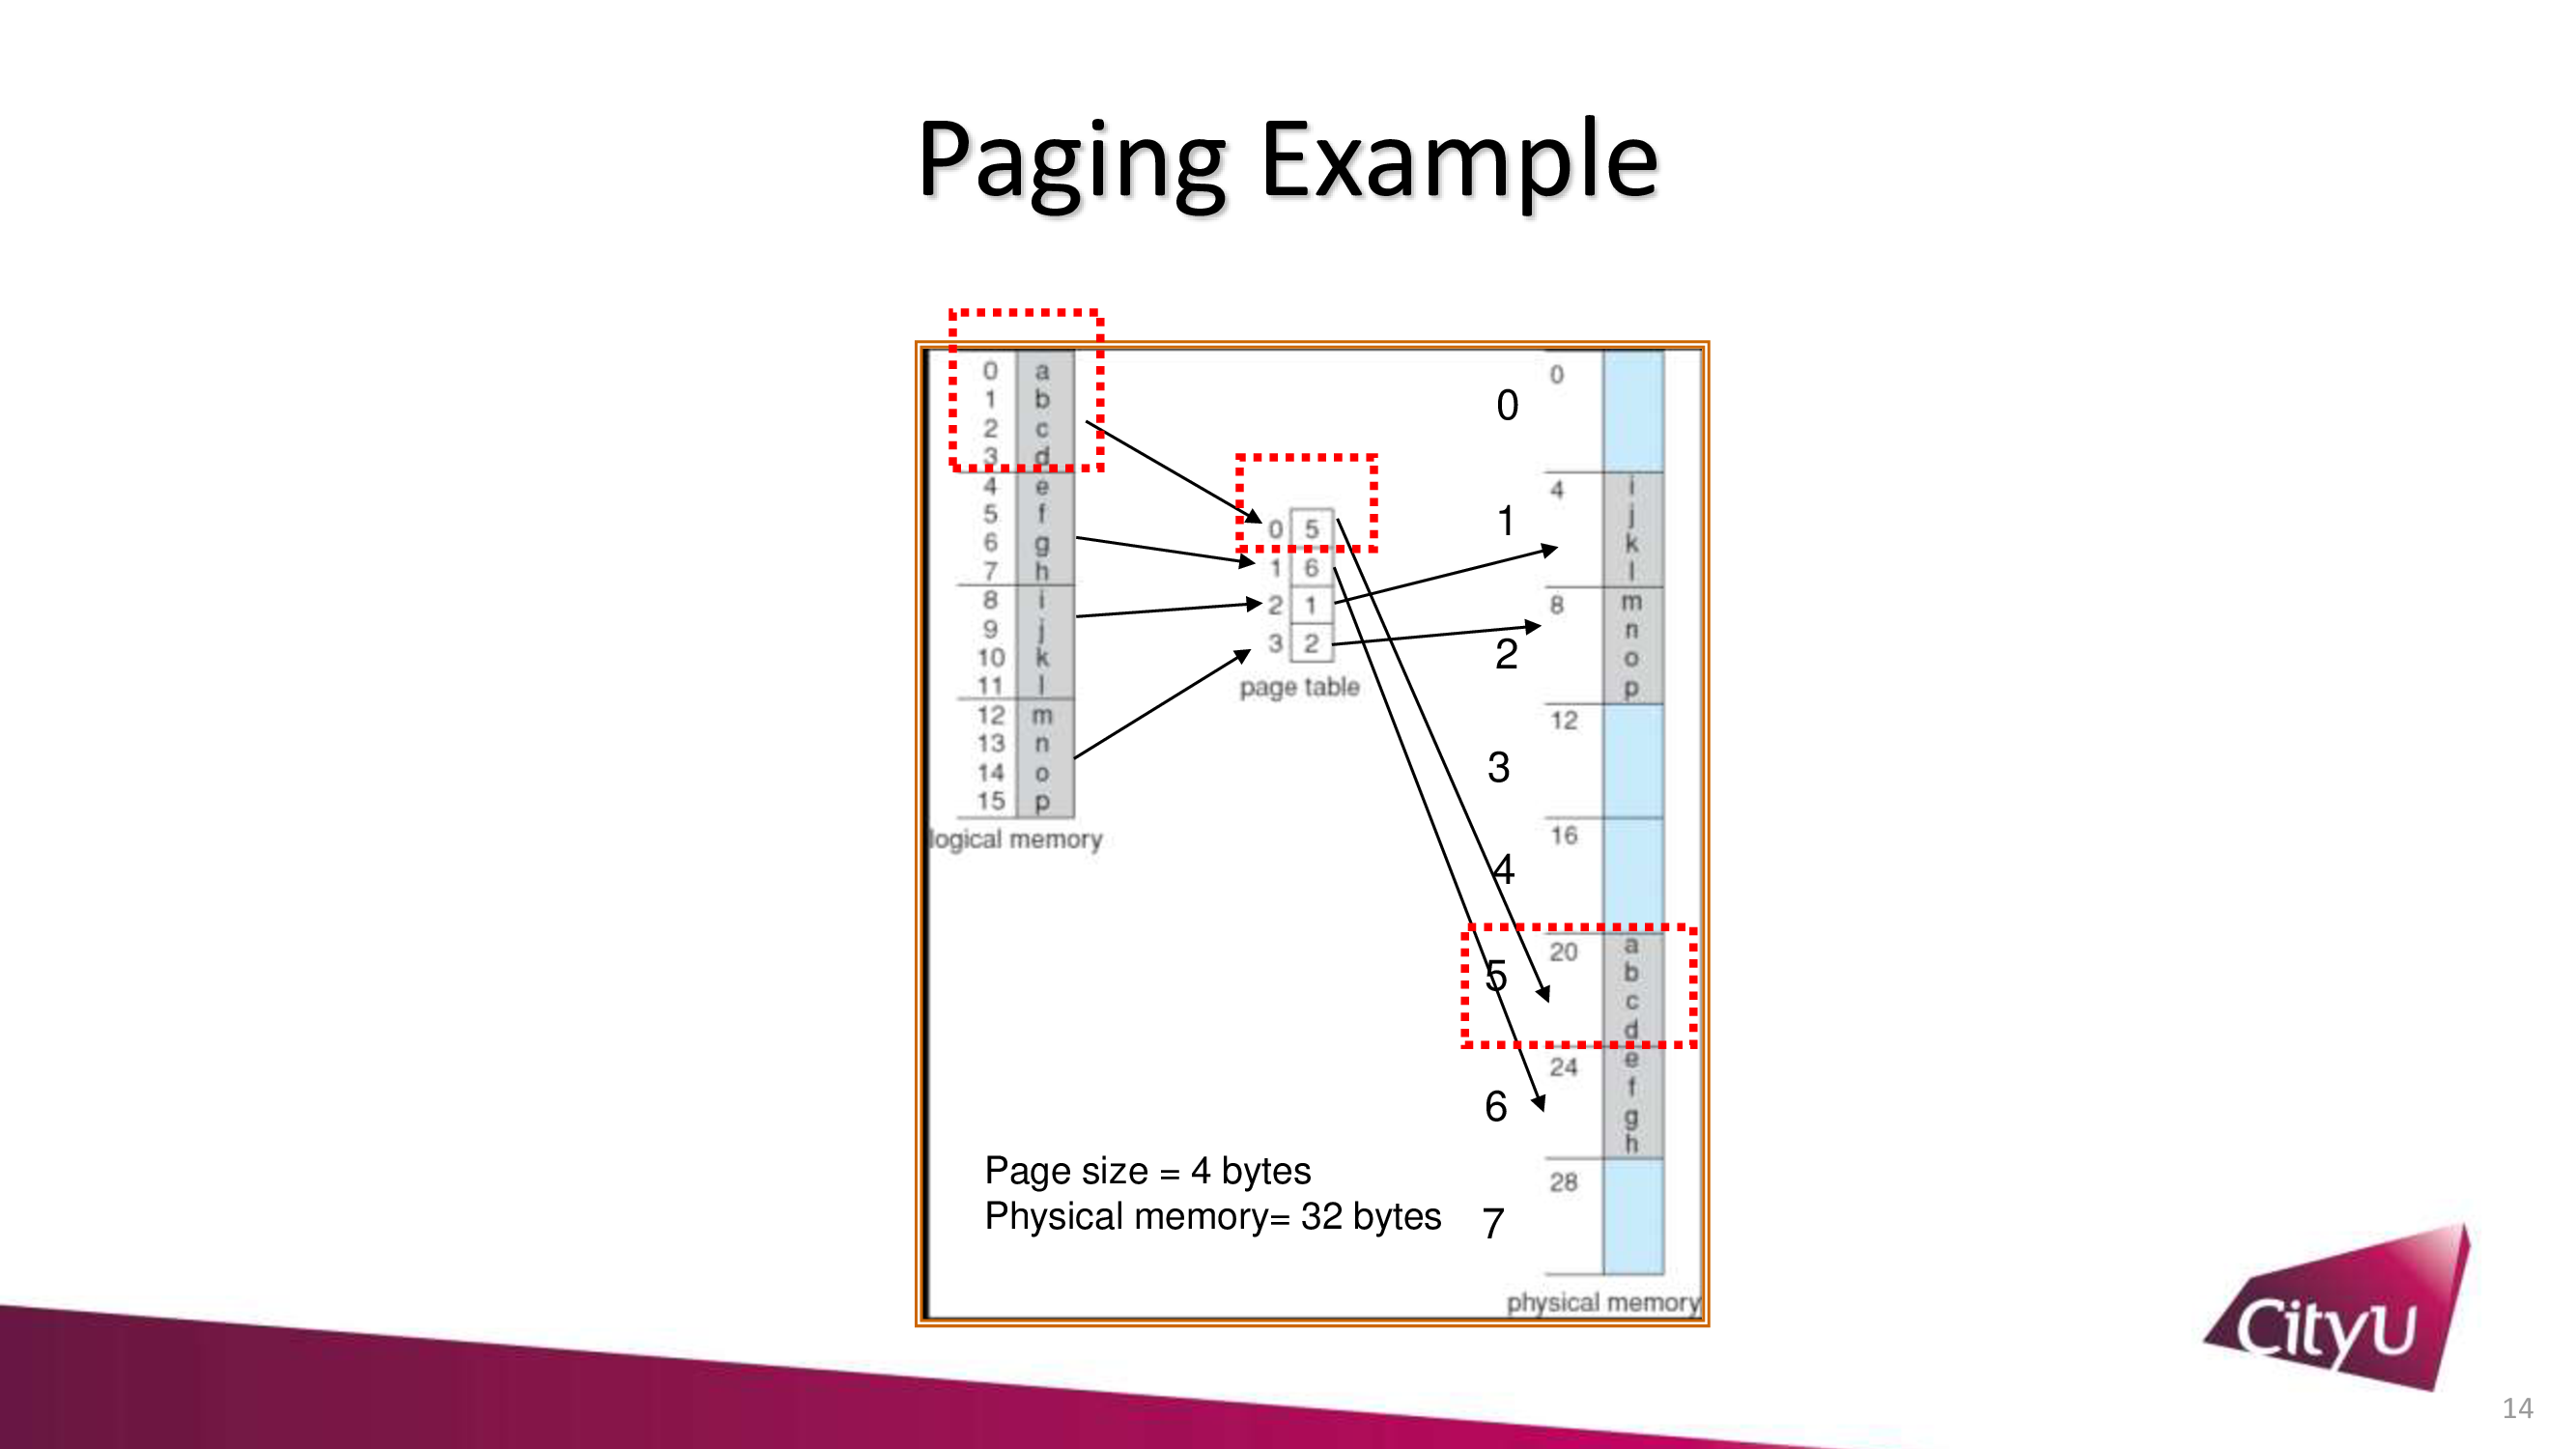 Paging Example
0 a
1 b
2 c
3 d
4 e
5 f
6 g
7 h
8 i
9 j
10 k
11 l
12 m
13 n
14 o
15 p
logical memory
0 5
1 6
2 1
3 2
page table
0
1
2
3
4
5
6
7
0
4 i
j
k
l
8 m
n
o
p
12
16
20 a
b
c
d
24 e
f
g
h
28
physical memory
Page size = 4 bytes
Physical memory= 32 bytes
CityU
14